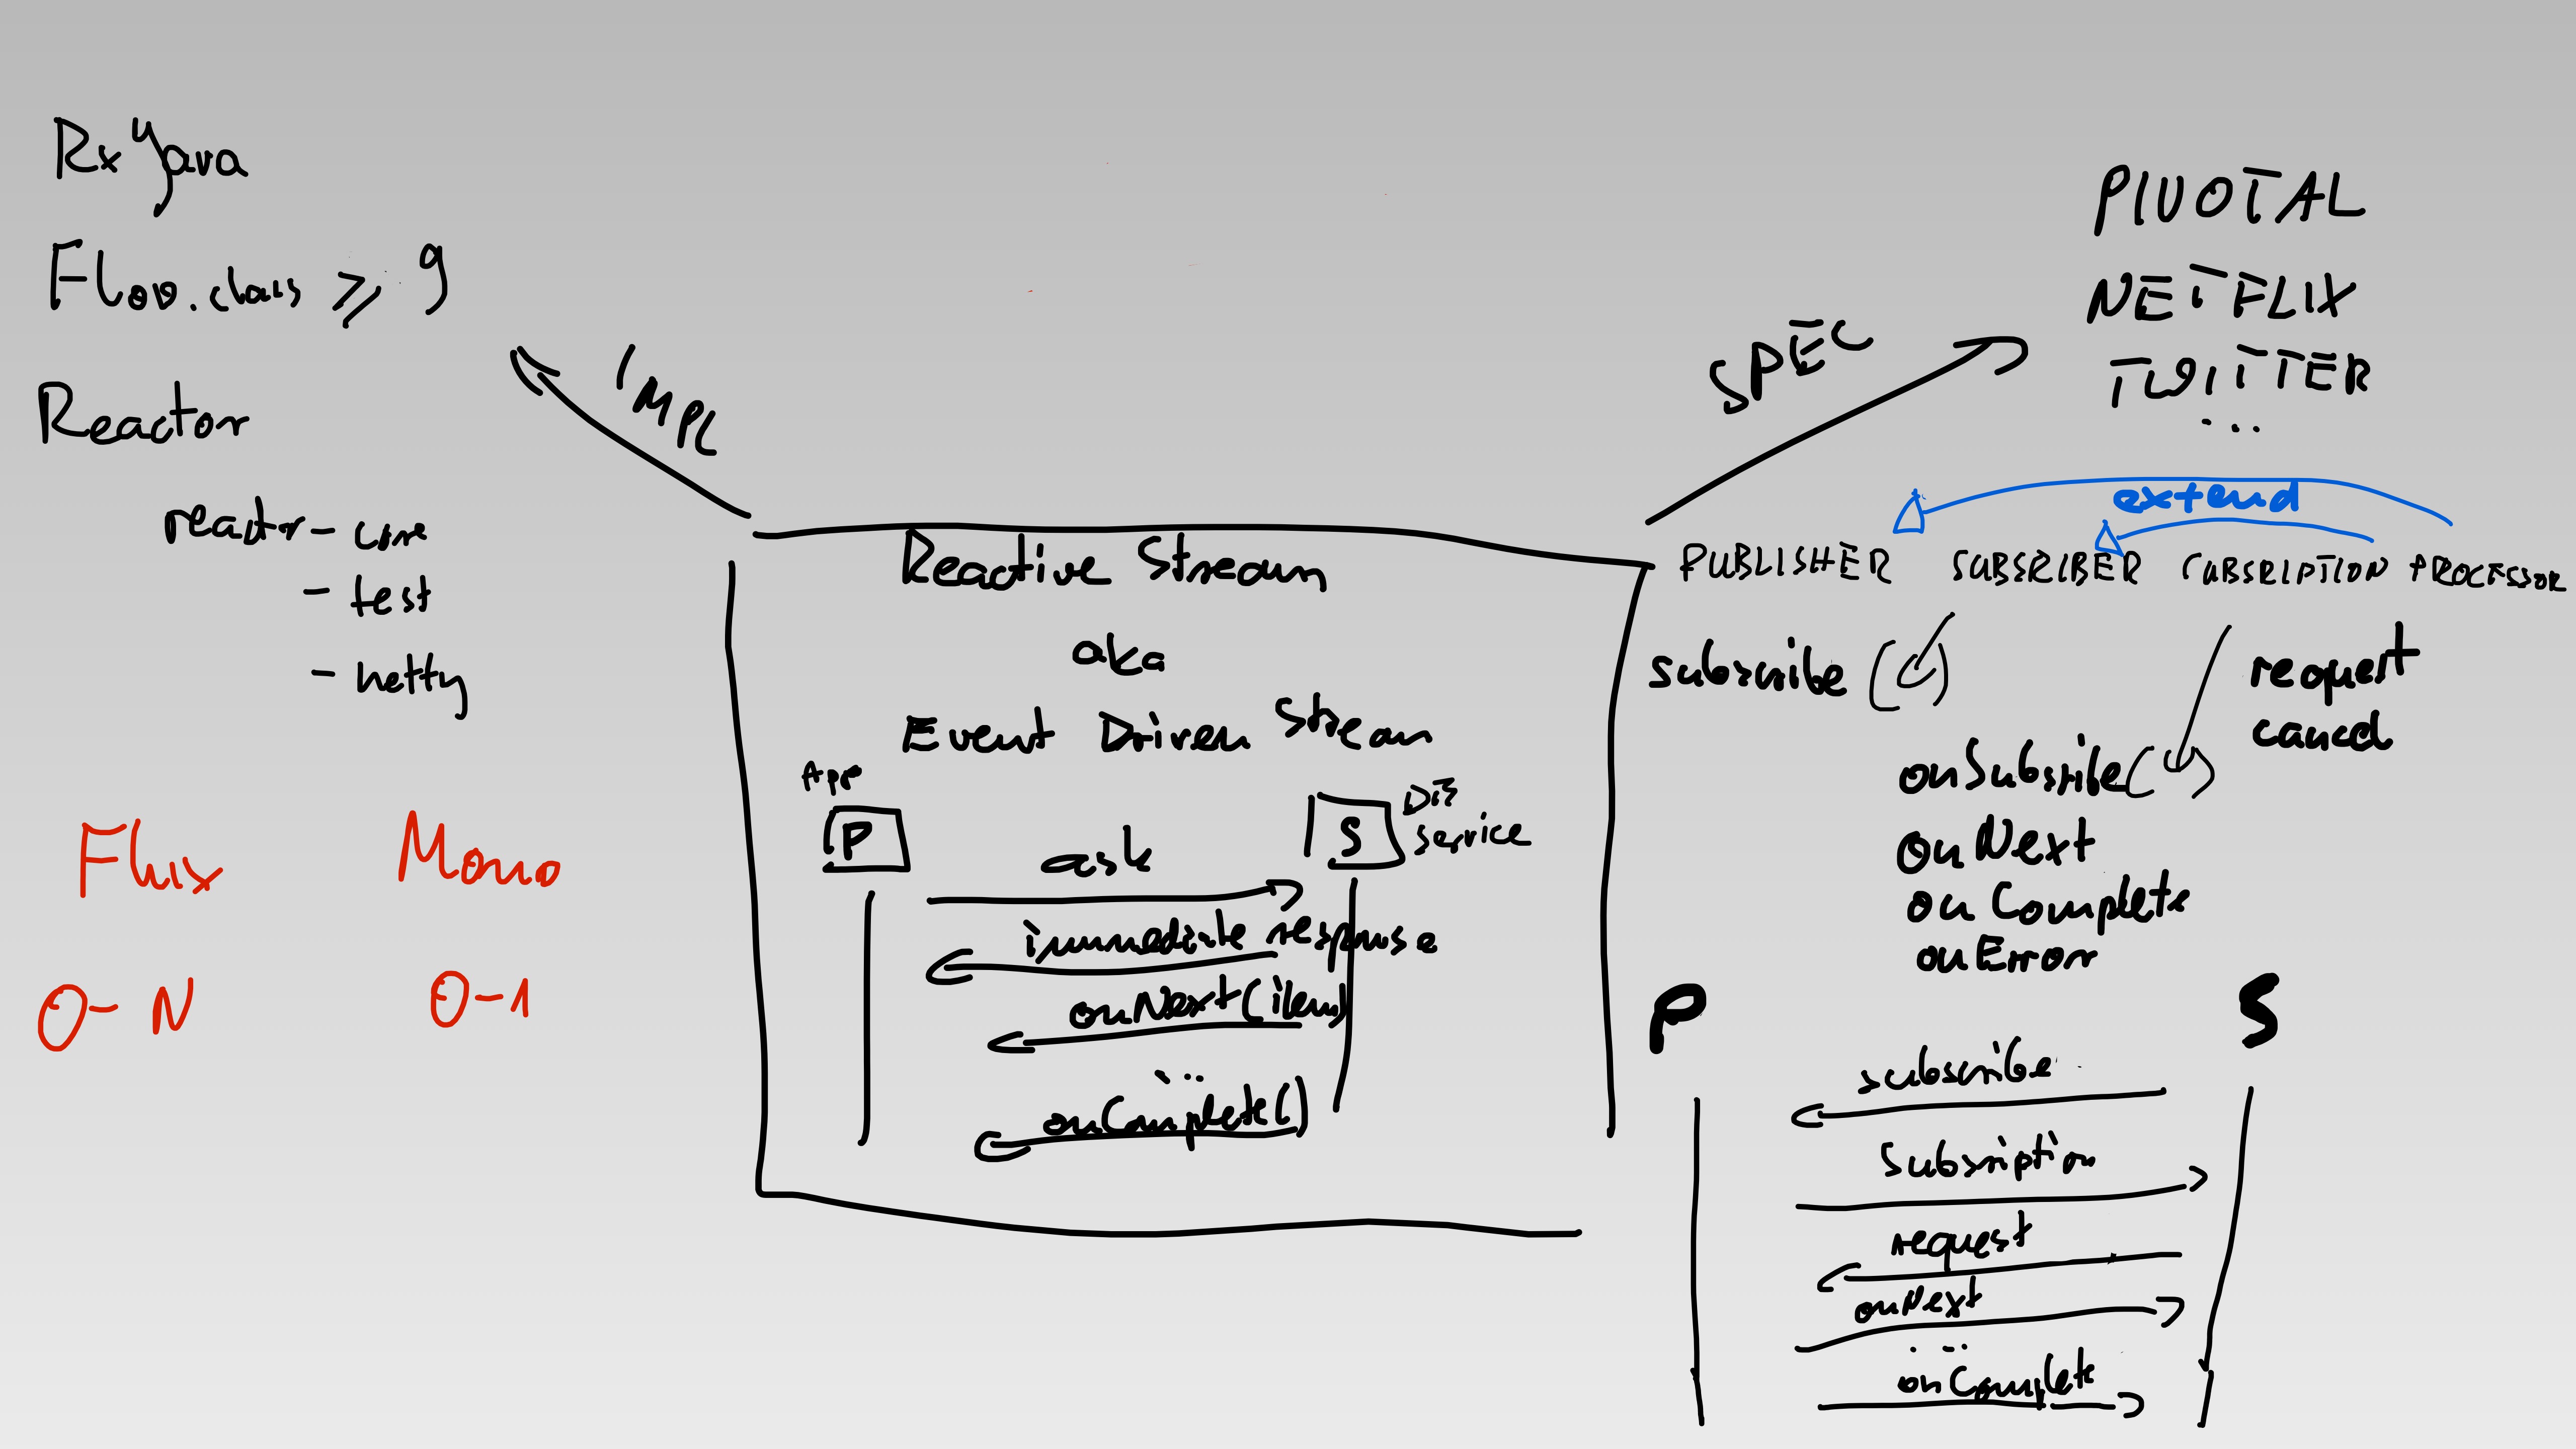 RxJava
Flow.class ≥ 9
Reactor
reactor - core
- test
- netty
Flux Mono
0-N 0-1
IMPL
SPEC
Reactive Stream
aka
Event Driven Stream
App
P
S
DB
service
ask
immediate response
onNext(item)
...
onComplete()
PIVOTAL
NETFLIX
TWITTER
...
extend
PUBLISHER SUBSRIBER SUBSRIPTION PROCESSOR
subscribe ( )
request
cancel
onSubsribe( )
onNext
onComplete
onError
P S
subscribe
Subsription
request
onNext
...
onComplete